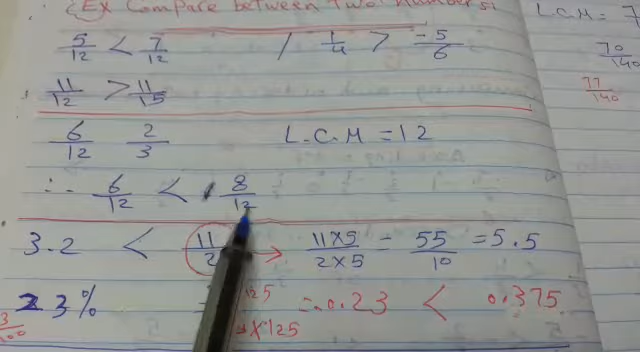 Ex Compare between Two numbers:
5/12 < 7/12 / 1/4 > -5/6
11/12 > 11/15
6/12 2/3 L.C.M = 12
∴ 6/12 < 8/12
3.2 < 11/2 → 11×5/2×5 = 55/10 = 5.5
23% = 0.23 < 0.375
×125
L.C.M = 7
70/140
77/140